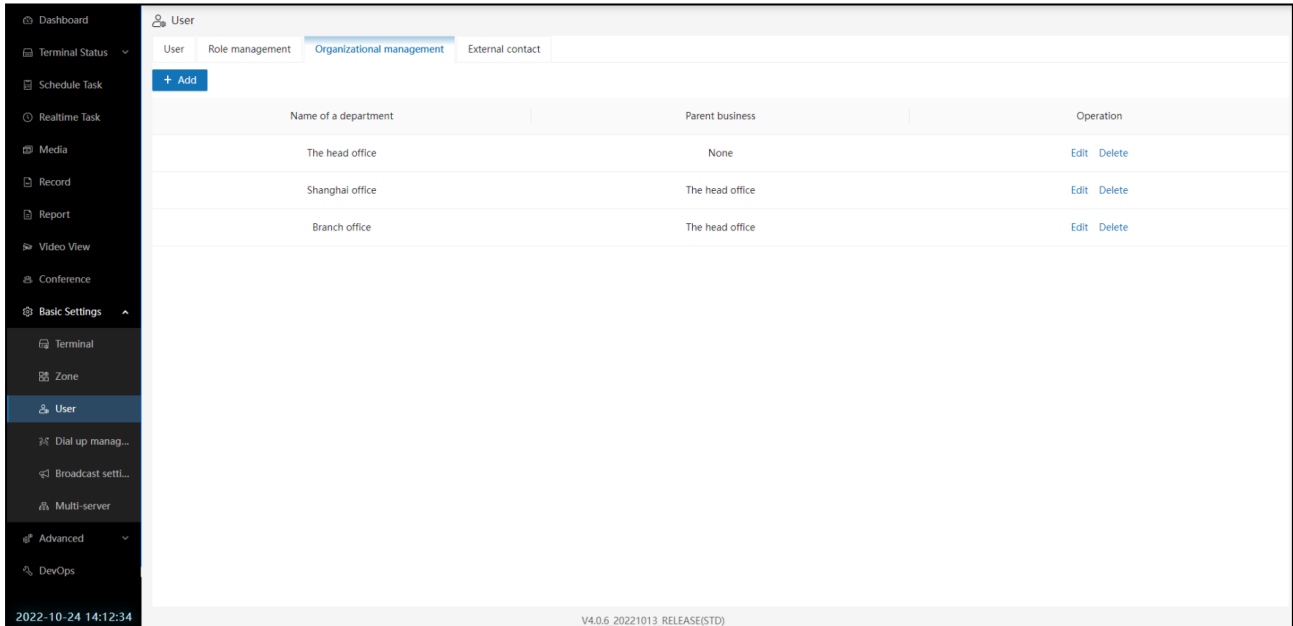 Dashboard
Terminal Status
Schedule Task
Realtime Task
Media
Record
Report
Video View
Conference
Basic Settings
Terminal
Zone
User
Dial up manag...
Broadcast setti...
Multi-server
Advanced
DevOps
2022-10-24 14:12:34
User
User Role management Organizational management External contact
+ Add
Name of a department Parent business Operation
The head office None Edit Delete
Shanghai office The head office Edit Delete
Branch office The head office Edit Delete
V4.0.6_20221013_RELEASE(STD)